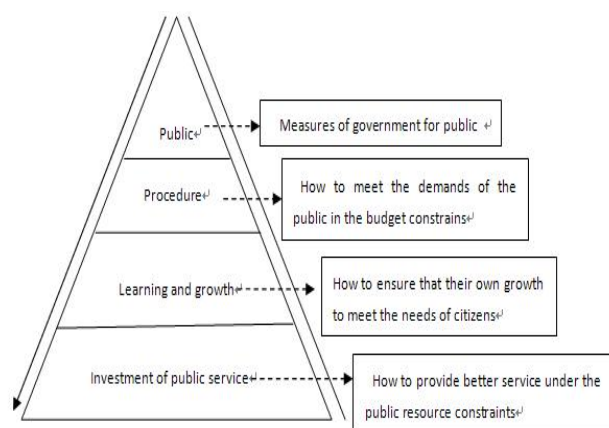 Public↵
Measures of government for public ↵
Procedure↵
How to meet the demands of the
public in the budget constrains↵
Learning and growth↵
How to ensure that their own growth
to meet the needs of citizens↵
Investment of public service↵
How to provide better service under the
public resource constraints↵